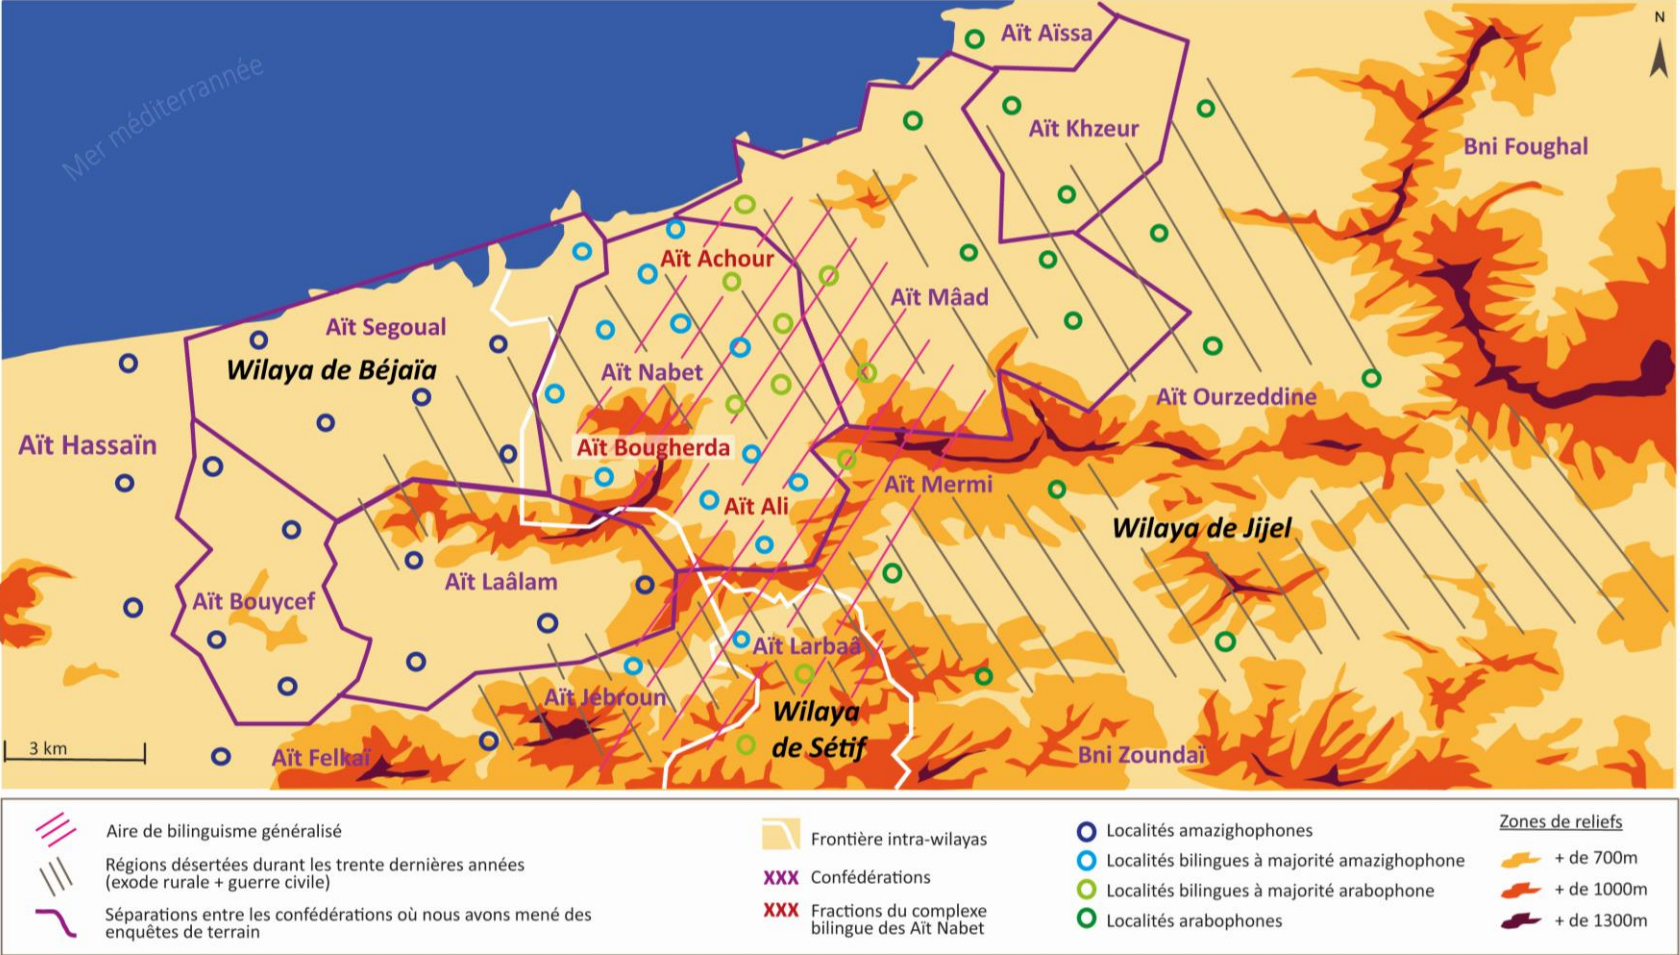 N
Mer méditerrannée
Aït Aïssa
Aït Khzeur
Bni Foughal
Aït Achour
Aït Mâad
Aït Segoual
Wilaya de Béjaïa
Aït Nabet
Aït Ourzeddine
Aït Hassaïn
Aït Bougherda
Aït Mermi
Aït Ali
Wilaya de Jijel
Aït Laâlam
Aït Bouycef
Aït Larbaâ
Aït Jebroun
Wilaya
de Sétif
3 km
Aït Felkaï
Bni Zoundaï
Aire de bilinguisme généralisé
Régions désertées durant les trente dernières années
(exode rurale + guerre civile)
Séparations entre les confédérations où nous avons mené des
enquêtes de terrain
Frontière intra-wilayas
XXX Confédérations
XXX Fractions du complexe
bilingue des Aït Nabet
Localités amazighophones
Localités bilingues à majorité amazighophone
Localités bilingues à majorité arabophone
Localités arabophones
Zones de reliefs
+ de 700m
+ de 1000m
+ de 1300m